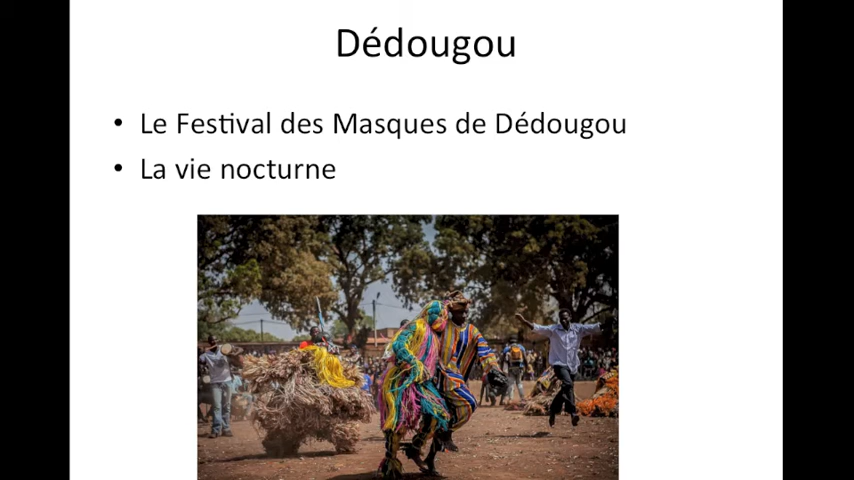 Dédougou
• Le Festival des Masques de Dédougou
• La vie nocturne